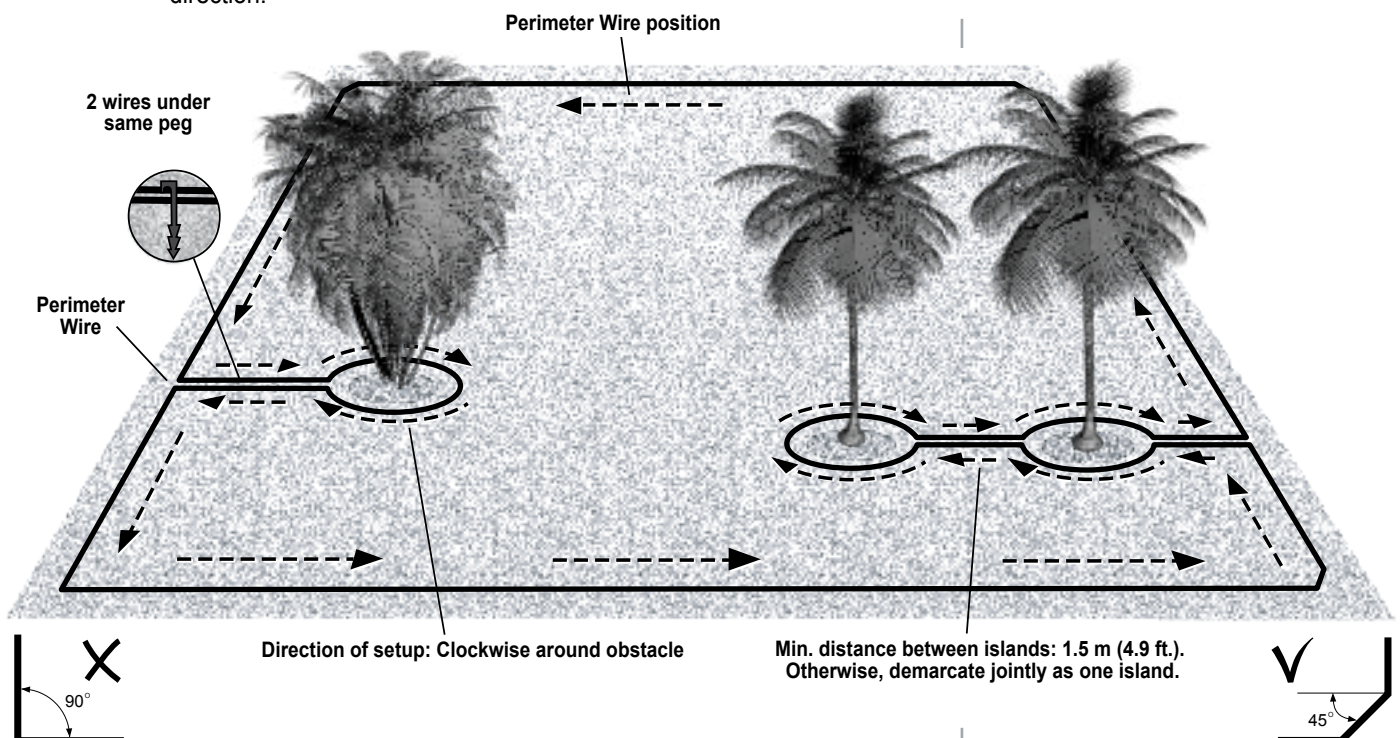 direction.
Perimeter Wire position
2 wires under
same peg
Perimeter
Wire
Direction of setup: Clockwise around obstacle
Min. distance between islands: 1.5 m (4.9 ft.).
Otherwise, demarcate jointly as one island.
90°
45°